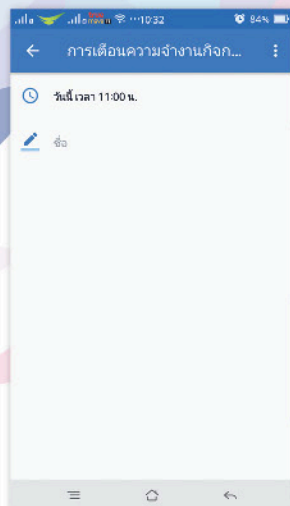 10:32 84%
การเตือนความจำงานกิจก...
วันนี้ เวลา 11:00 น.
ชื่อ